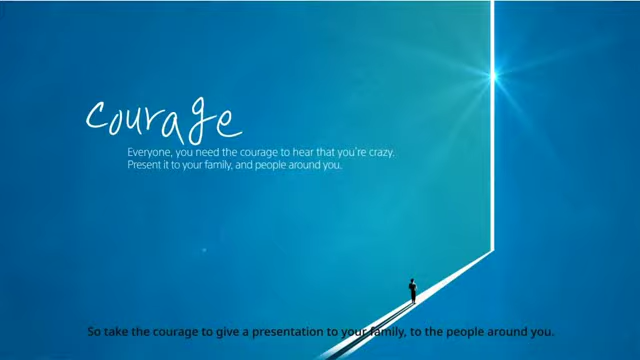 courage
Everyone, you need the courage to hear that you're crazy.
Present it to your family, and people around you.
So take the courage to give a presentation to your family, to the people around you.